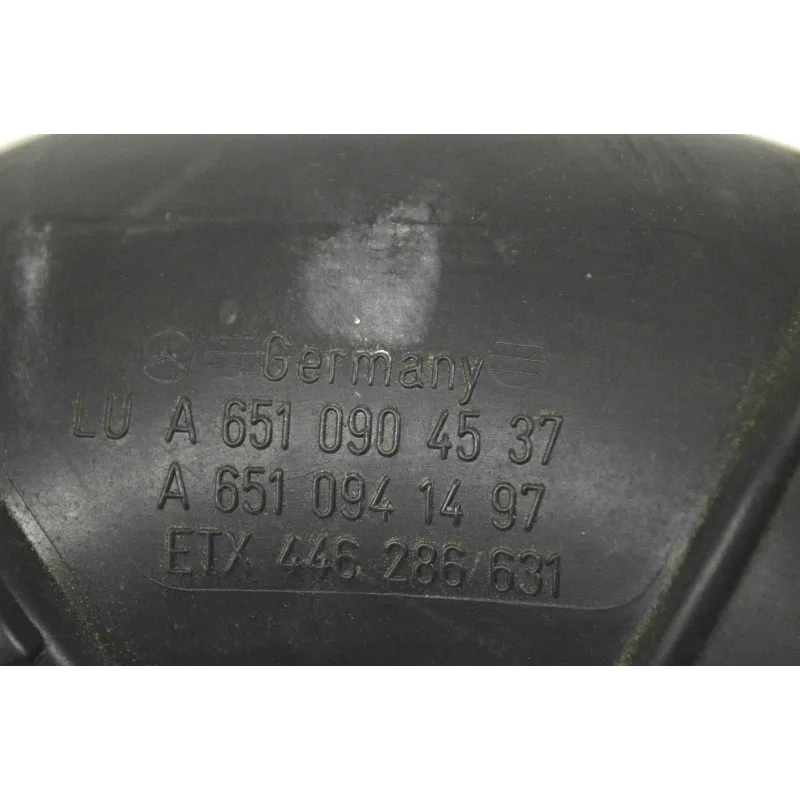 Germany
LU A 651 090 45 37
A 651 094 14 97
ETX 446 286 631